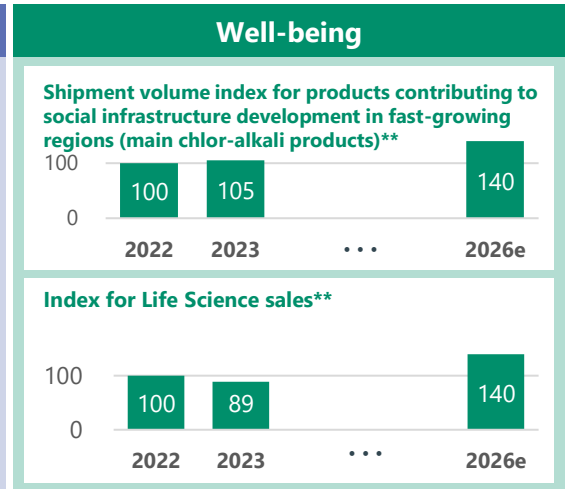 Well-being
Shipment volume index for products contributing to
social infrastructure development in fast-growing
regions (main chlor-alkali products)**
100
0
100
105
140
2022
2023
• • •
2026e
Index for Life Science sales**
100
0
100
89
140
2022
2023
• • •
2026e